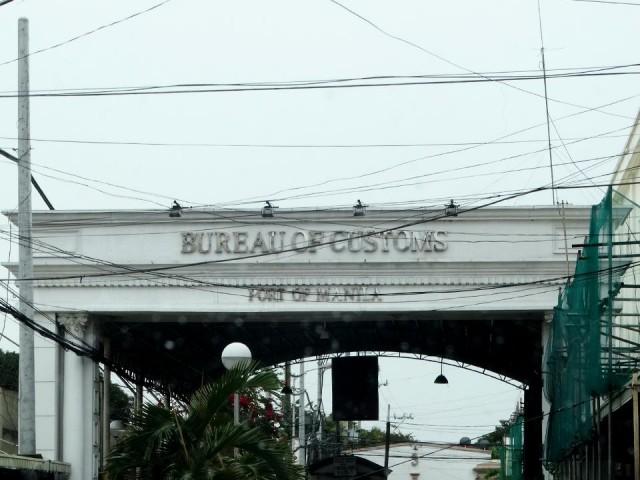 BUREAU OF CUSTOMS
PORT OF MANILA